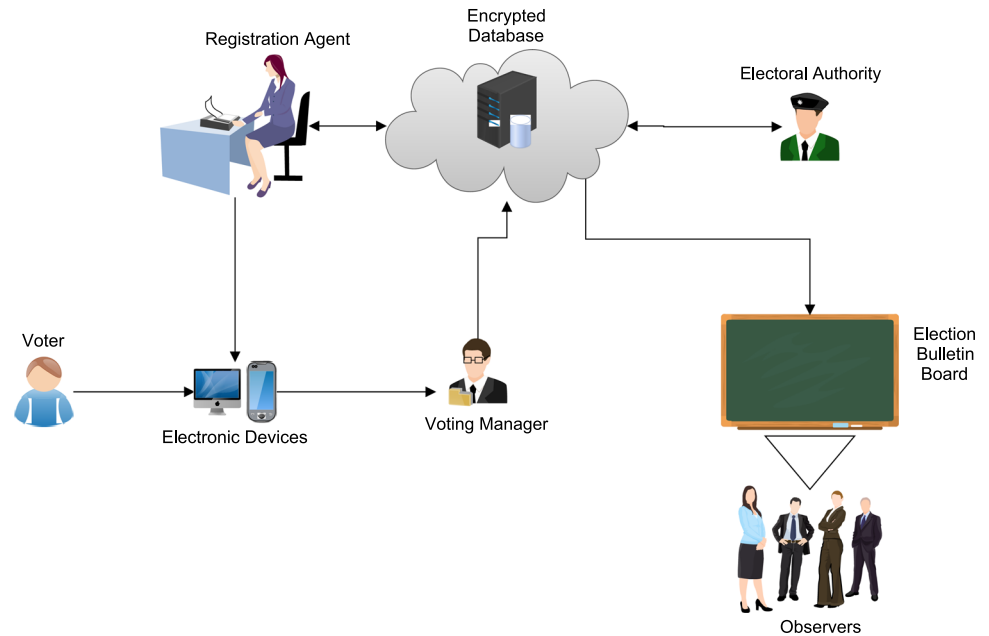 Encrypted
Database
Registration Agent
Electoral Authority
Voter
Election
Bulletin
Board
Electronic Devices
Voting Manager
Observers